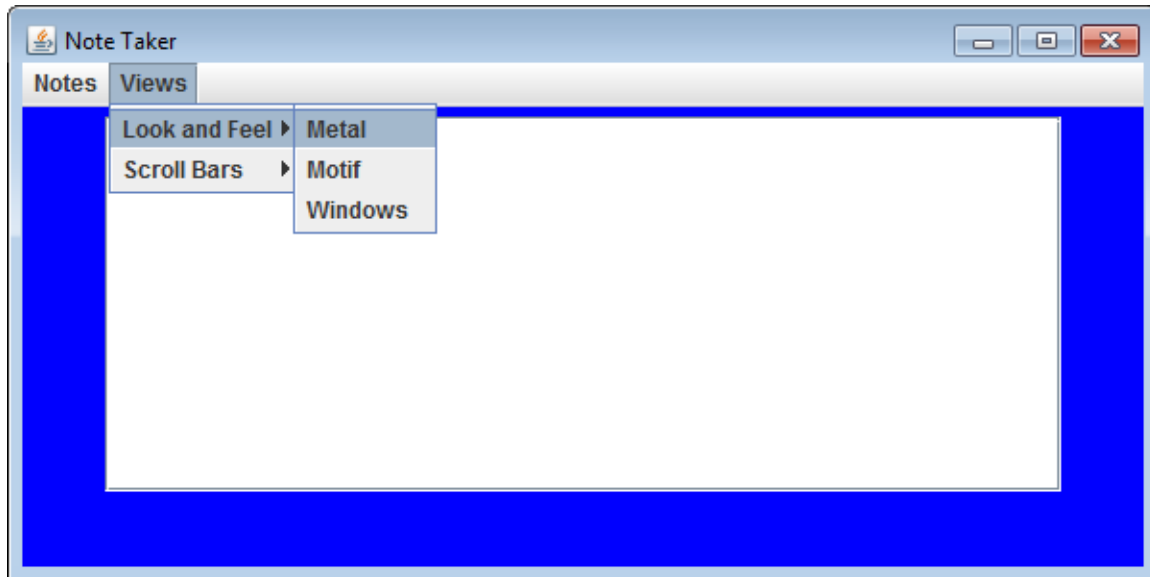 Note Taker
Notes Views
Look and Feel Metal
Scroll Bars Motif
Windows